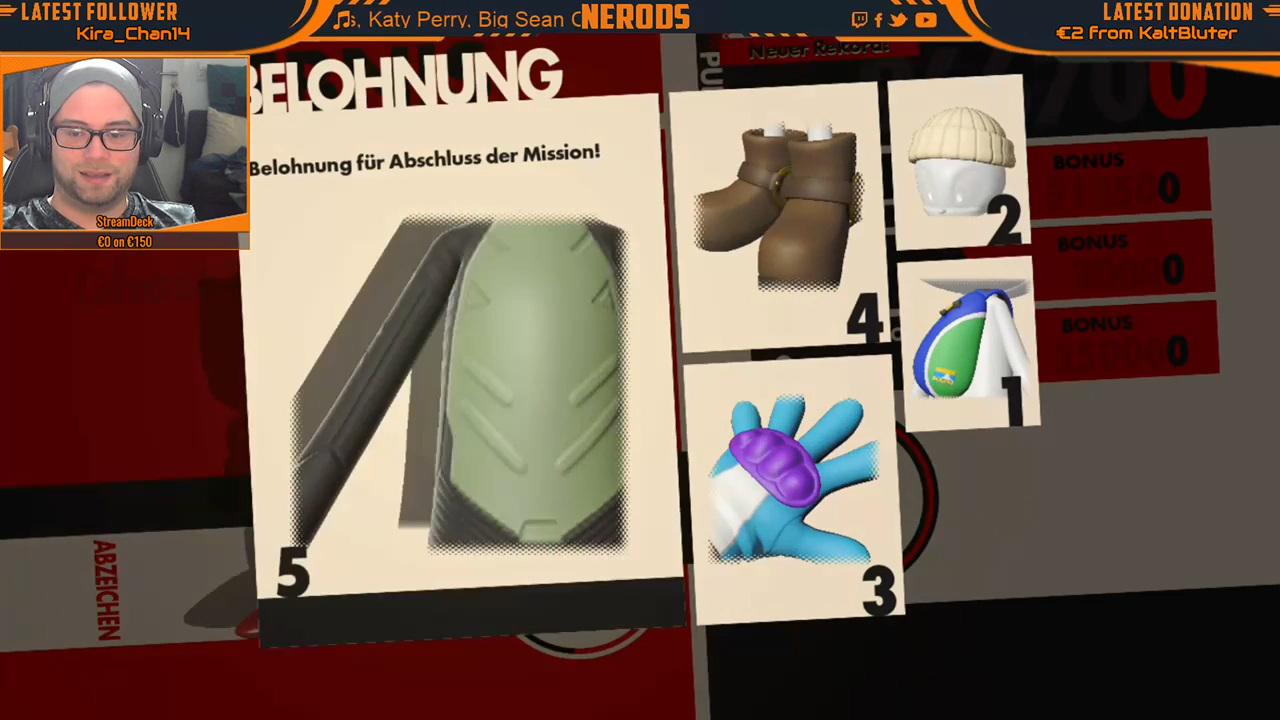 LATEST FOLLOWER
Kira_Chan14
s, Katy Perry, Big Sean
NERODS
LATEST DONATION
€2 from KaltBluter
StreamDeck
€0 on €150
BELOHNUNG
Belohnung für Abschluss der Mission!
5
4
2
1
3
PU
Neuer Rekord!
BONUS
BONUS
BONUS
ABZEICHEN